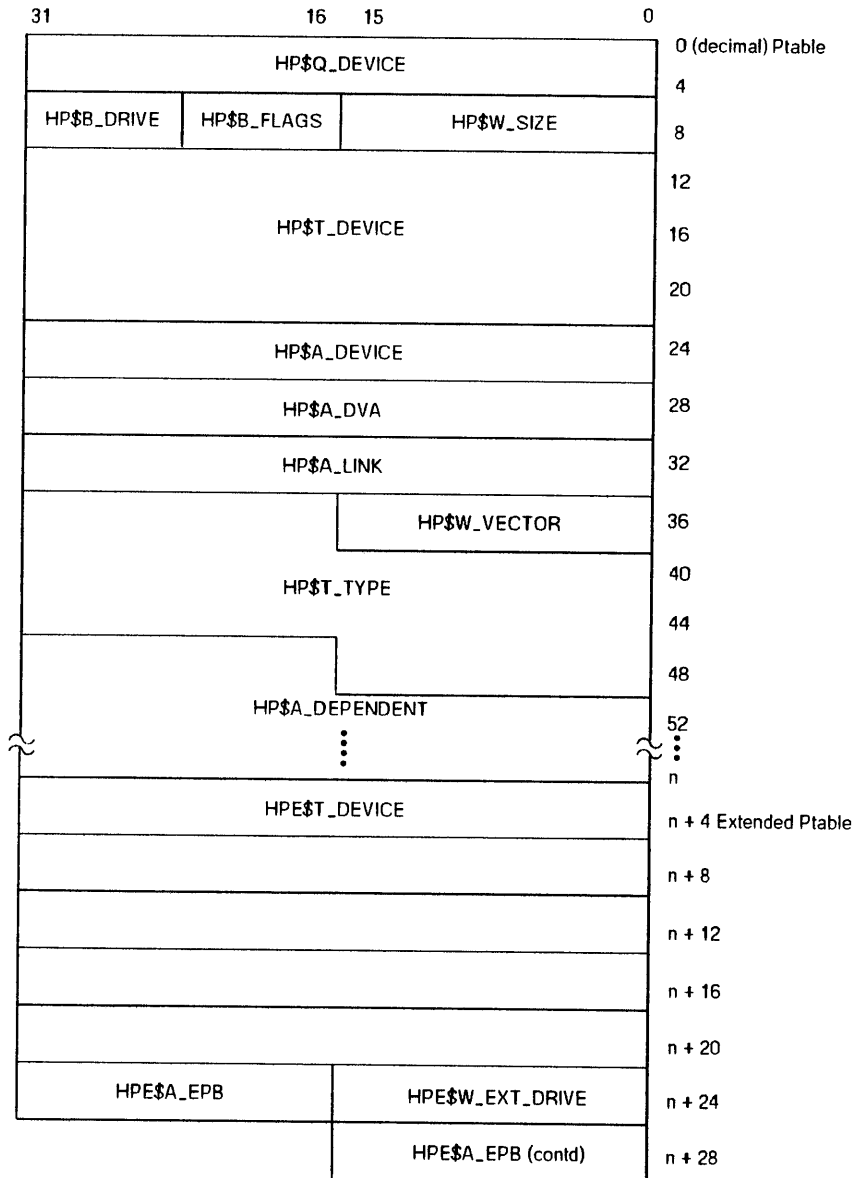 31 16 15 0
0 (decimal) Ptable
HP$Q_DEVICE
4
HP$B_DRIVE HP$B_FLAGS HP$W_SIZE
8
12
HP$T_DEVICE
16
20
HP$A_DEVICE
24
HP$A_DVA
28
HP$A_LINK
32
HP$W_VECTOR
36
HP$T_TYPE
40
44
48
HP$A_DEPENDENT
52
n
HPE$T_DEVICE
n + 4 Extended Ptable
n + 8
n + 12
n + 16
n + 20
HPE$A_EPB HPE$W_EXT_DRIVE
n + 24
HPE$A_EPB (contd)
n + 28